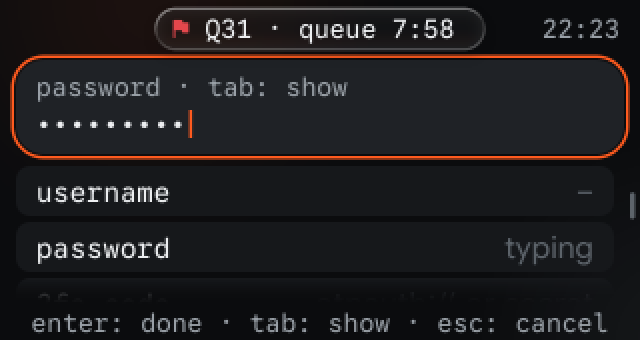 Q31 · queue 7:58
22:23
password · tab: show
•••••••••
username –
password typing
enter: done · tab: show · esc: cancel